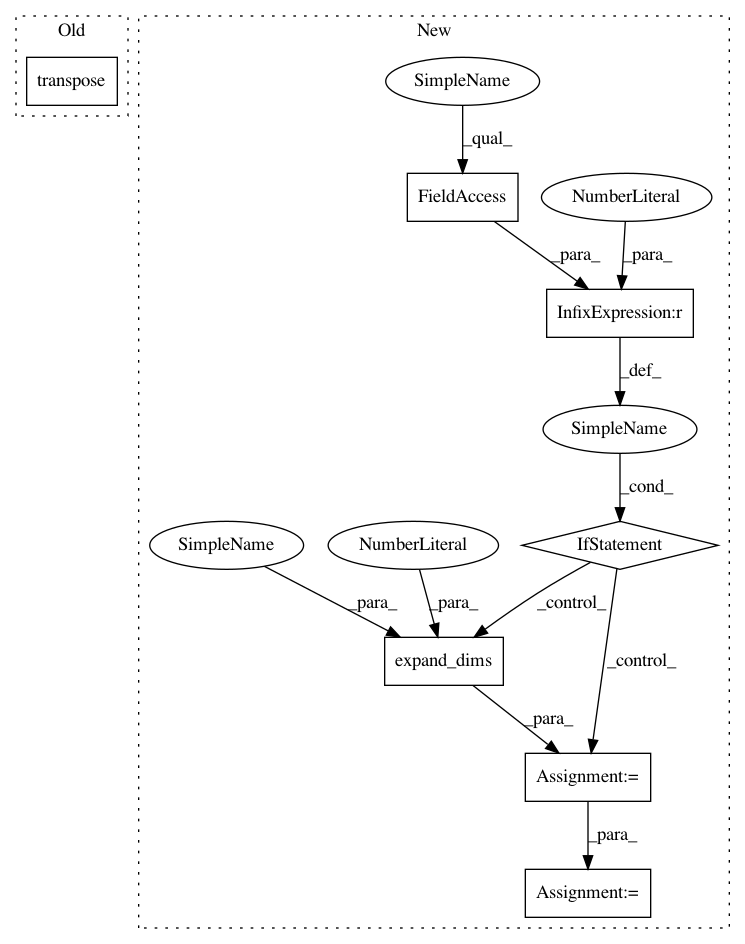 Old
New
transpose
SimpleName
_qual_
FieldAccess
NumberLiteral
_para_
_para_
InfixExpression:r
_def_
SimpleName
_cond_
SimpleName
NumberLiteral
IfStatement
_para_
_para_
_control_
expand_dims
_control_
_para_
Assignment:=
_para_
Assignment:=